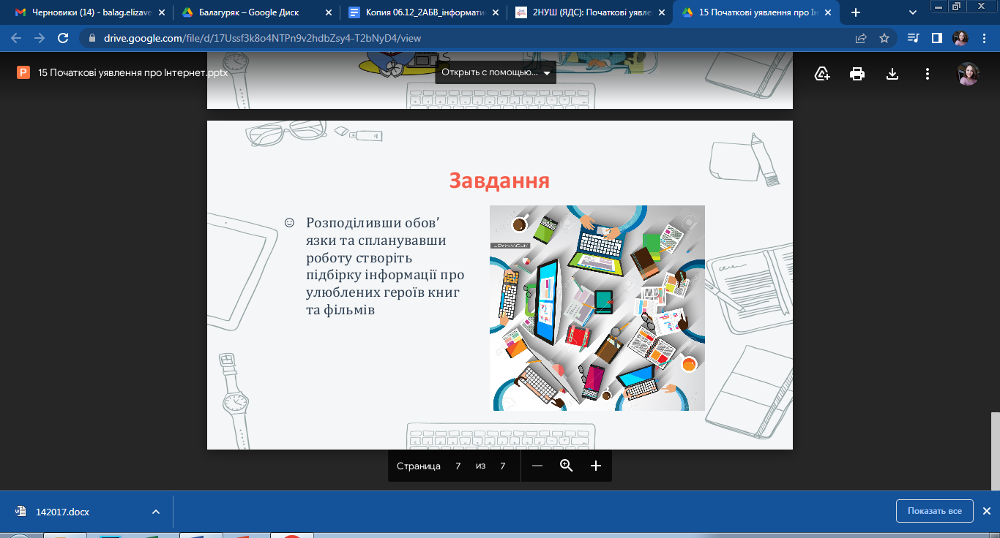 Черновики (14) - balag.elizave
Балагуряк – Google Диск
Копия 06.12_2АБВ_інформати
2НУШ (ЯДС): Початкові уявле
15 Початкові уявлення про Ін
drive.google.com/file/d/17Ussf3k8o4NTPn9v2hdbZsy4-T2bNyD4/view
P
15 Початкові уявлення про Інтернет.pptx
Открыть с помощью...
Завдання
Розподіливши обов’
язки та спланувавши
роботу створіть
підбірку інформації про
улюблених героїв книг
та фільмів
Страница 7 из 7
142017.docx
Показать все